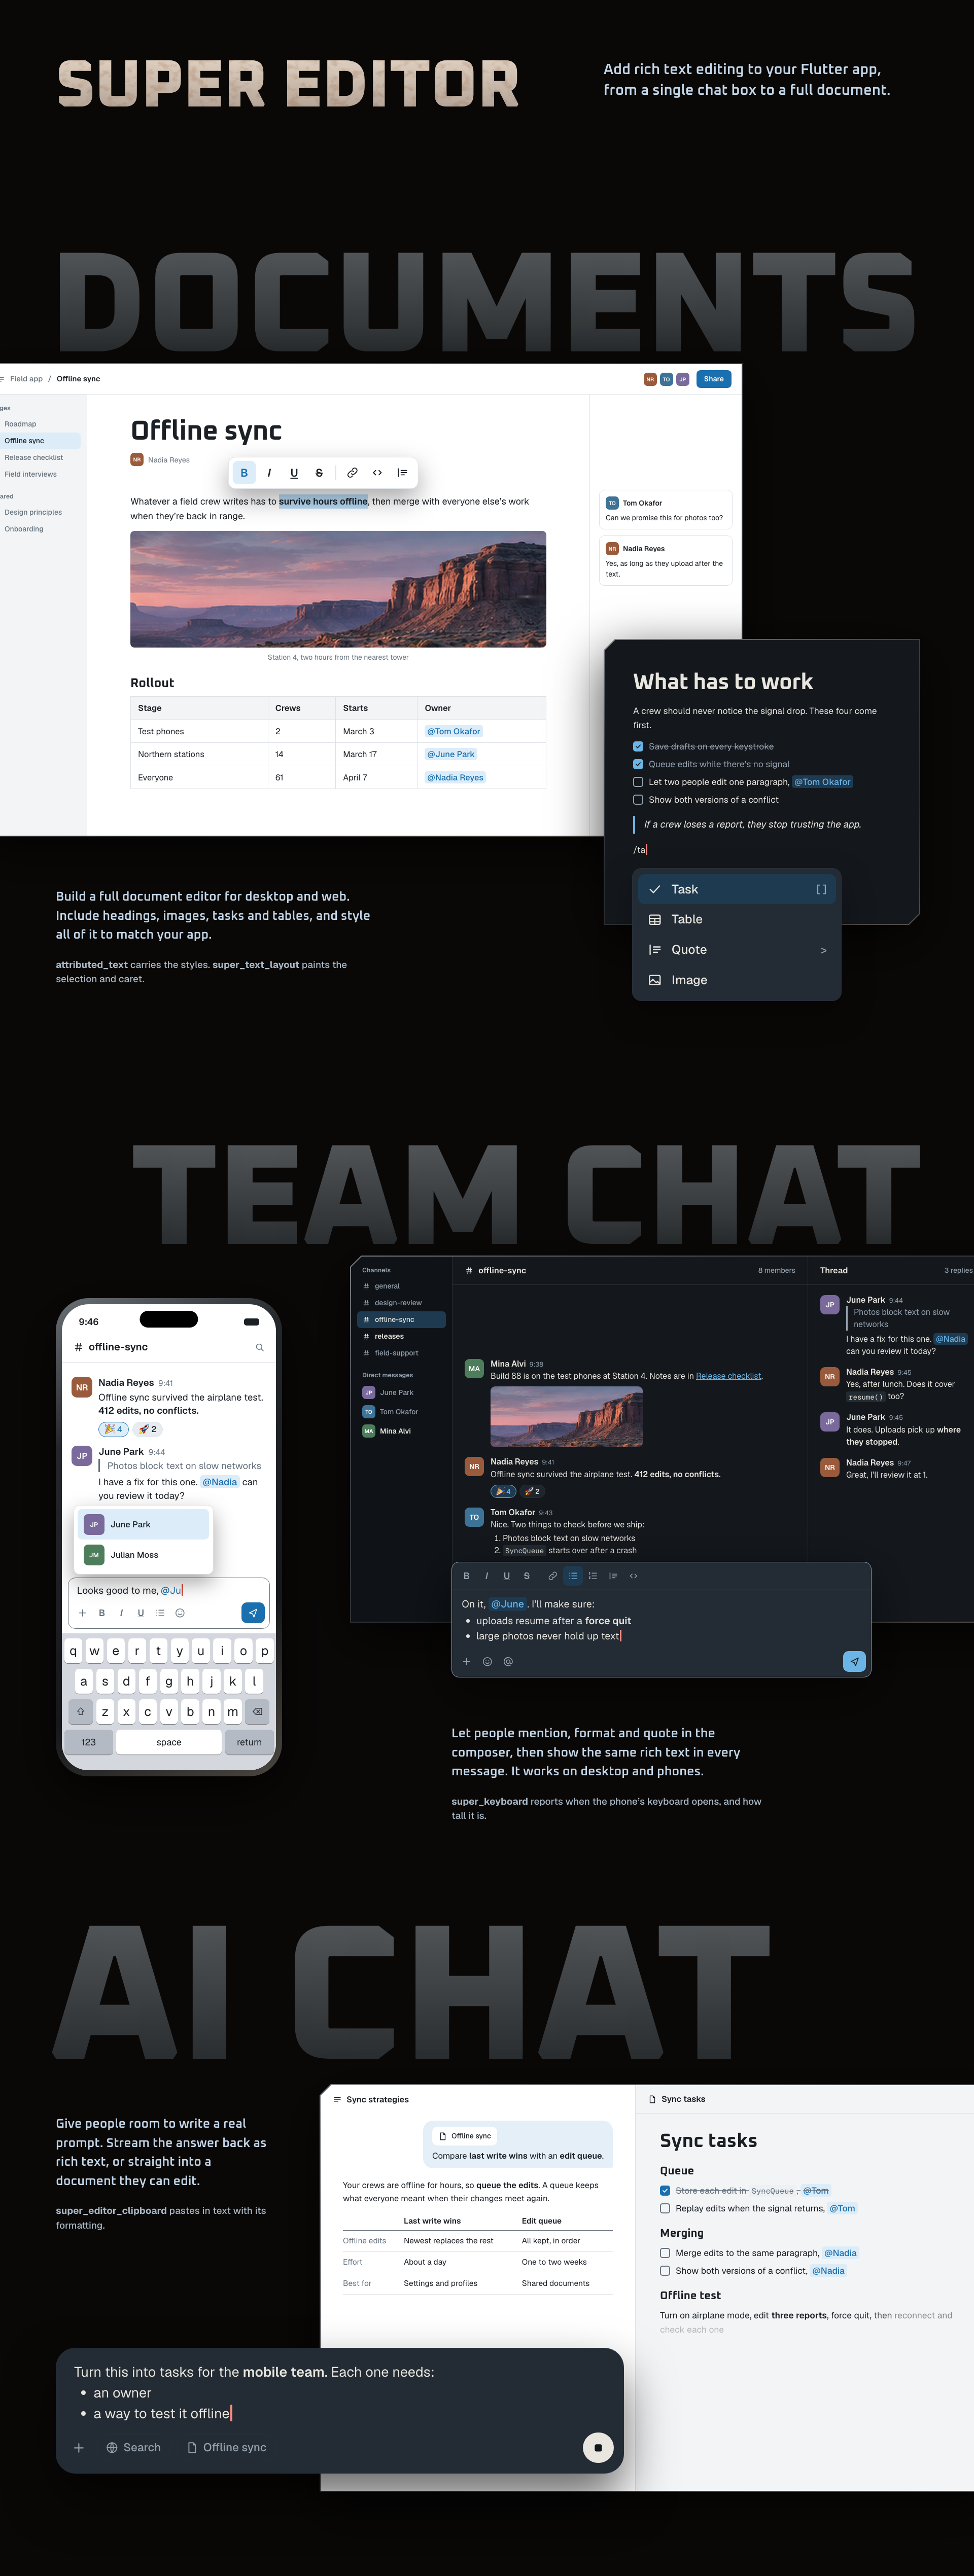 SUPER EDITOR
Add rich text editing to your Flutter app,
from a single chat box to a full document.
DOCUMENTS
Field app / Offline sync
NR TO JP Share
ges
Roadmap
Offline sync
Release checklist
Field interviews
ared
Design principles
Onboarding
Offline sync
NR Nadia Reyes
B I U S
Whatever a field crew writes has to survive hours offline, then merge with everyone else's work
when they're back in range.
Station 4, two hours from the nearest tower
Rollout
Stage Crews Starts Owner
Test phones 2 March 3 @Tom Okafor
Northern stations 14 March 17 @June Park
Everyone 61 April 7 @Nadia Reyes
TO Tom Okafor
Can we promise this for photos too?
NR Nadia Reyes
Yes, as long as they upload after the
text.
What has to work
A crew should never notice the signal drop. These four come
first.
Save drafts on every keystroke
Queue edits while there's no signal
Let two people edit one paragraph, @Tom Okafor
Show both versions of a conflict
If a crew loses a report, they stop trusting the app.
/ta
Task []
Table
Quote >
Image
Build a full document editor for desktop and web.
Include headings, images, tasks and tables, and style
all of it to match your app.
attributed_text carries the styles. super_text_layout paints the
selection and caret.
TEAM CHAT
9:46
# offline-sync
NR Nadia Reyes 9:41
Offline sync survived the airplane test.
412 edits, no conflicts.
🎉 4 🚀 2
JP June Park 9:44
Photos block text on slow networks
I have a fix for this one. @Nadia can
you review it today?
JP June Park
JM Julian Moss
Looks good to me, @Ju
B I U
q w e r t y u i o p
a s d f g h j k l
z x c v b n m
123 space return
Channels
# general
# design-review
# offline-sync
# releases
# field-support
Direct messages
JP June Park
TO Tom Okafor
MA Mina Alvi
# offline-sync 8 members
MA Mina Alvi 9:38
Build 88 is on the test phones at Station 4. Notes are in Release checklist.
NR Nadia Reyes 9:41
Offline sync survived the airplane test. 412 edits, no conflicts.
🎉 4 🚀 2
TO Tom Okafor 9:43
Nice. Two things to check before we ship:
1. Photos block text on slow networks
2. SyncQueue starts over after a crash
B I U S
On it, @June . I'll make sure:
• uploads resume after a force quit
• large photos never hold up text
Thread 3 replies
JP June Park 9:44
Photos block text on slow
networks
I have a fix for this one. @Nadia
can you review it today?
NR Nadia Reyes 9:45
Yes, after lunch. Does it cover
resume() too?
JP June Park 9:45
It does. Uploads pick up where
they stopped.
NR Nadia Reyes 9:47
Great, I'll review it at 1.
Let people mention, format and quote in the
composer, then show the same rich text in every
message. It works on desktop and phones.
super_keyboard reports when the phone's keyboard opens, and how
tall it is.
AI CHAT
Give people room to write a real
prompt. Stream the answer back as
rich text, or straight into a
document they can edit.
super_editor_clipboard pastes in text with its
formatting.
Sync strategies
Offline sync
Compare last write wins with an edit queue.
Your crews are offline for hours, so queue the edits. A queue keeps
what everyone meant when their changes meet again.
Last write wins Edit queue
Offline edits Newest replaces the rest All kept, in order
Effort About a day One to two weeks
Best for Settings and profiles Shared documents
Sync tasks
Sync tasks
Queue
Store each edit in SyncQueue , @Tom
Replay edits when the signal returns, @Tom
Merging
Merge edits to the same paragraph, @Nadia
Show both versions of a conflict, @Nadia
Offline test
Turn on airplane mode, edit three reports, force quit, then reconnect and
check each one
Turn this into tasks for the mobile team. Each one needs:
• an owner
• a way to test it offline
Search Offline sync